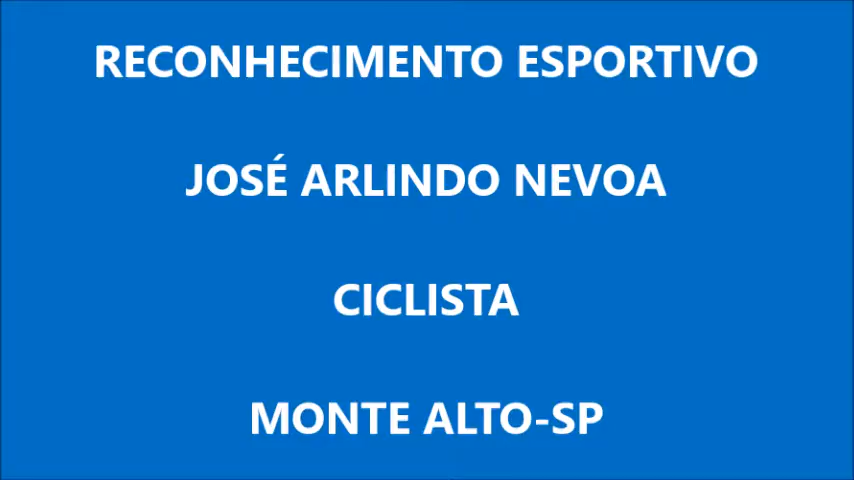 RECONHECIMENTO ESPORTIVO
JOSÉ ARLINDO NEVOA
CICLISTA
MONTE ALTO-SP